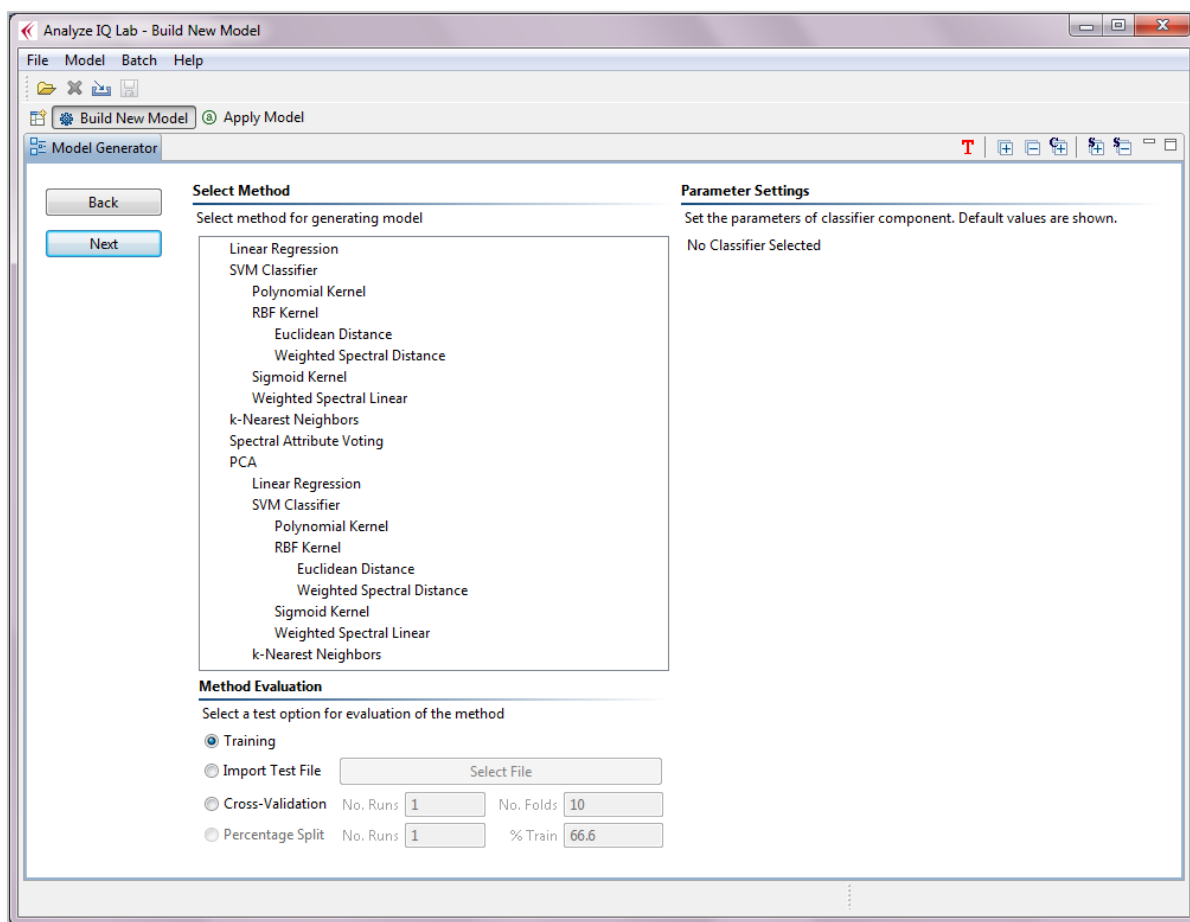 Analyze IQ Lab - Build New Model
File Model Batch Help
Build New Model Apply Model
Model Generator
T
Back
Next
Select Method
Select method for generating model
Linear Regression
SVM Classifier
Polynomial Kernel
RBF Kernel
Euclidean Distance
Weighted Spectral Distance
Sigmoid Kernel
Weighted Spectral Linear
k-Nearest Neighbors
Spectral Attribute Voting
PCA
Linear Regression
SVM Classifier
Polynomial Kernel
RBF Kernel
Euclidean Distance
Weighted Spectral Distance
Sigmoid Kernel
Weighted Spectral Linear
k-Nearest Neighbors
Parameter Settings
Set the parameters of classifier component. Default values are shown.
No Classifier Selected
Method Evaluation
Select a test option for evaluation of the method
Training
Import Test File Select File
Cross-Validation No. Runs 1 No. Folds 10
Percentage Split No. Runs 1 % Train 66.6